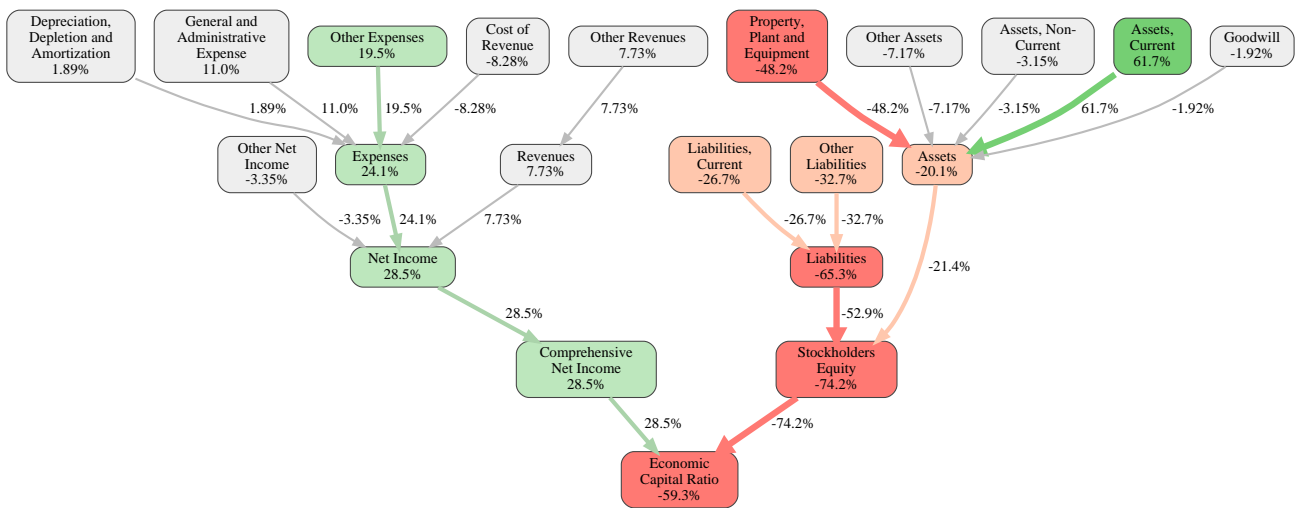 Depreciation,
Depletion and
Amortization
1.89%
General and
Administrative
Expense
11.0%
Other Expenses
19.5%
Cost of
Revenue
-8.28%
Other Revenues
7.73%
Property,
Plant and
Equipment
-48.2%
Other Assets
-7.17%
Assets, Non-
Current
-3.15%
Assets,
Current
61.7%
Goodwill
-1.92%
1.89%
11.0%
19.5%
-8.28%
7.73%
-48.2%
-7.17%
-3.15%
61.7%
-1.92%
Other Net
Income
-3.35%
Expenses
24.1%
Revenues
7.73%
Liabilities,
Current
-26.7%
Other
Liabilities
-32.7%
Assets
-20.1%
-3.35%
24.1%
7.73%
-26.7%
-32.7%
-21.4%
Net Income
28.5%
Liabilities
-65.3%
28.5%
-52.9%
Comprehensive
Net Income
28.5%
Stockholders
Equity
-74.2%
28.5%
-74.2%
Economic
Capital Ratio
-59.3%